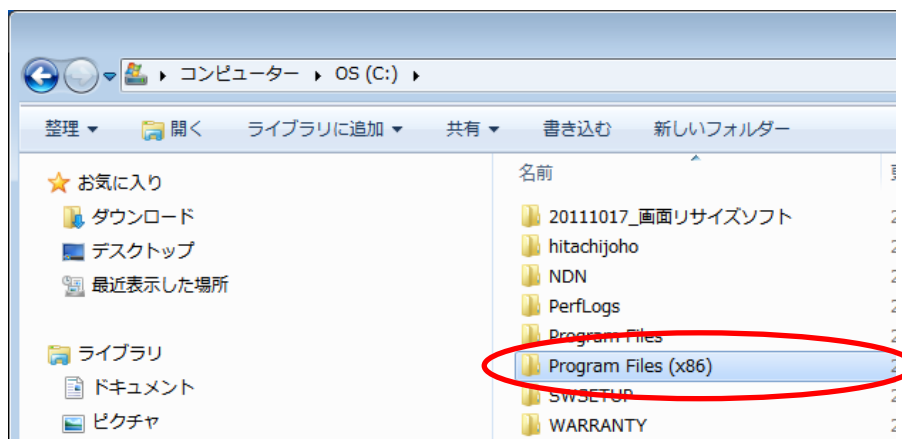 コンピューター ▸ OS (C:) ▸
整理 ▼ 開く ライブラリに追加 ▼ 共有 ▼ 書き込む 新しいフォルダー
お気に入り
ダウンロード
デスクトップ
最近表示した場所
ライブラリ
ドキュメント
ピクチャ
名前
20111017_画面リサイズソフト
hitachijoho
NDN
PerfLogs
Program Files
Program Files (x86)
SWSETUP
WARRANTY